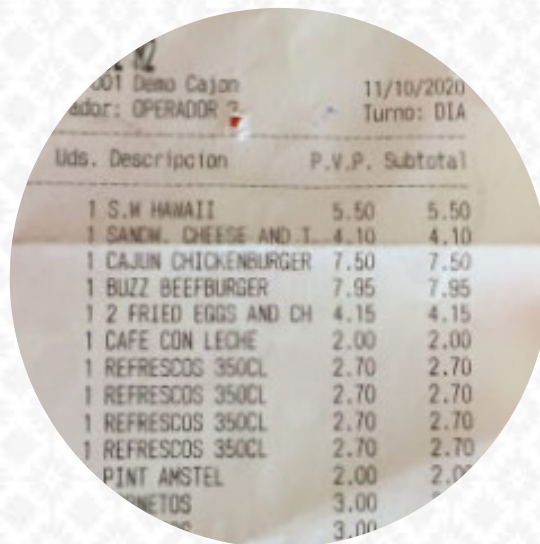 001 Demo Cajon 11/10/2020
ador: OPERADOR Turno: DIA
Uds. Descripcion P.V.P. Subtotal
1 S.W HAWAII 5.50 5.50
1 SANDW. CHEESE AND T 4.10 4.10
1 CAJUN CHICKENBURGER 7.50 7.50
1 BUZZ BEEFBURGER 7.95 7.95
1 2 FRIED EGGS AND CH 4.15 4.15
1 CAFE CON LECHE 2.00 2.00
1 REFRESCOS 350CL 2.70 2.70
1 REFRESCOS 350CL 2.70 2.70
1 REFRESCOS 350CL 2.70 2.70
1 REFRESCOS 350CL 2.70 2.70
PINT AMSTEL 2.00 2.0
NETOS 3.00
3.00